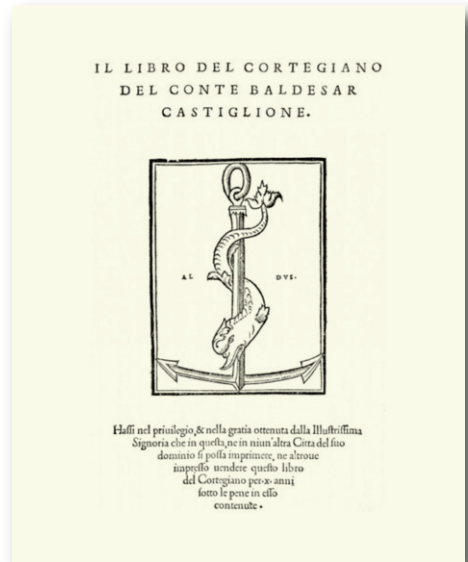 IL LIBRO DEL CORTEGIANO
DEL CONTE BALDESAR
CASTIGLIONE.
AL DVS.
Haſſi nel priuilegio,& nella gratia ottenuta dalla Illuſtriſſima
Signoria che in queſta,ne in niun'altra Citta del ſuo
dominio ſi poſſa imprimere, ne altroue
impreſſo uendere queſto libro
del Cortegiano per·x· anni
ſotto le pene in eſſo
contenute .